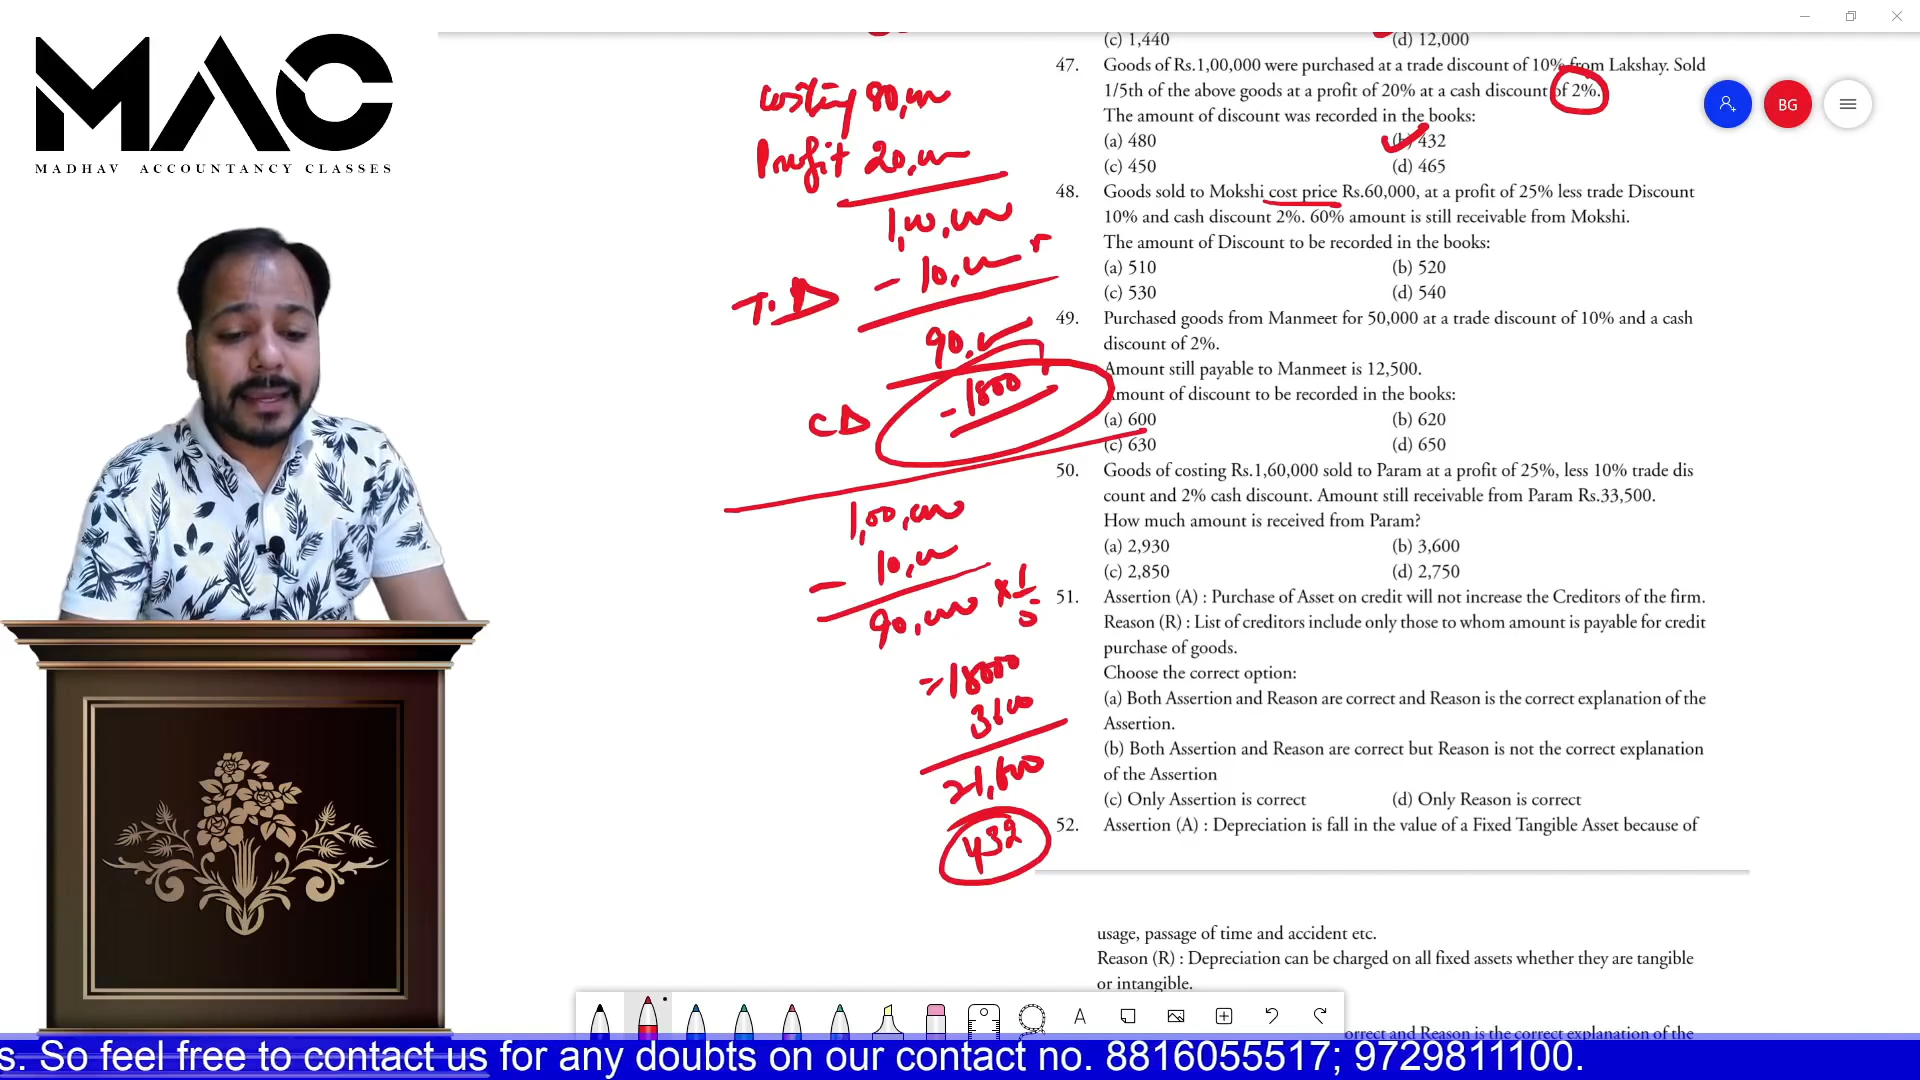 MAC
MADHAV ACCOUNTANCY CLASSES
costing 80,000
Profit 20,000
1,00,000
- 10,000
T.D
90,000
- 1800
CD
1,00,000
- 10,000
90,000 × 1/5
= 18000
3600
21,600
432
(c) 1,440 (d) 12,000
47. Goods of Rs.1,00,000 were purchased at a trade discount of 10% from Lakshay. Sold
1/5th of the above goods at a profit of 20% at a cash discount of 2%.
The amount of discount was recorded in the books:
(a) 480 (b) 432
(c) 450 (d) 465
48. Goods sold to Mokshi cost price Rs.60,000, at a profit of 25% less trade Discount
10% and cash discount 2%. 60% amount is still receivable from Mokshi.
The amount of Discount to be recorded in the books:
(a) 510 (b) 520
(c) 530 (d) 540
49. Purchased goods from Manmeet for 50,000 at a trade discount of 10% and a cash
discount of 2%.
Amount still payable to Manmeet is 12,500.
Amount of discount to be recorded in the books:
(a) 600 (b) 620
(c) 630 (d) 650
50. Goods of costing Rs.1,60,000 sold to Param at a profit of 25%, less 10% trade dis
count and 2% cash discount. Amount still receivable from Param Rs.33,500.
How much amount is received from Param?
(a) 2,930 (b) 3,600
(c) 2,850 (d) 2,750
51. Assertion (A) : Purchase of Asset on credit will not increase the Creditors of the firm.
Reason (R) : List of creditors include only those to whom amount is payable for credit
purchase of goods.
Choose the correct option:
(a) Both Assertion and Reason are correct and Reason is the correct explanation of the
Assertion.
(b) Both Assertion and Reason are correct but Reason is not the correct explanation
of the Assertion
(c) Only Assertion is correct (d) Only Reason is correct
52. Assertion (A) : Depreciation is fall in the value of a Fixed Tangible Asset because of
usage, passage of time and accident etc.
Reason (R) : Depreciation can be charged on all fixed assets whether they are tangible
or intangible.
orrect and Reason is the correct explanation of the
BG
A
s. So feel free to contact us for any doubts on our contact no. 8816055517; 9729811100.